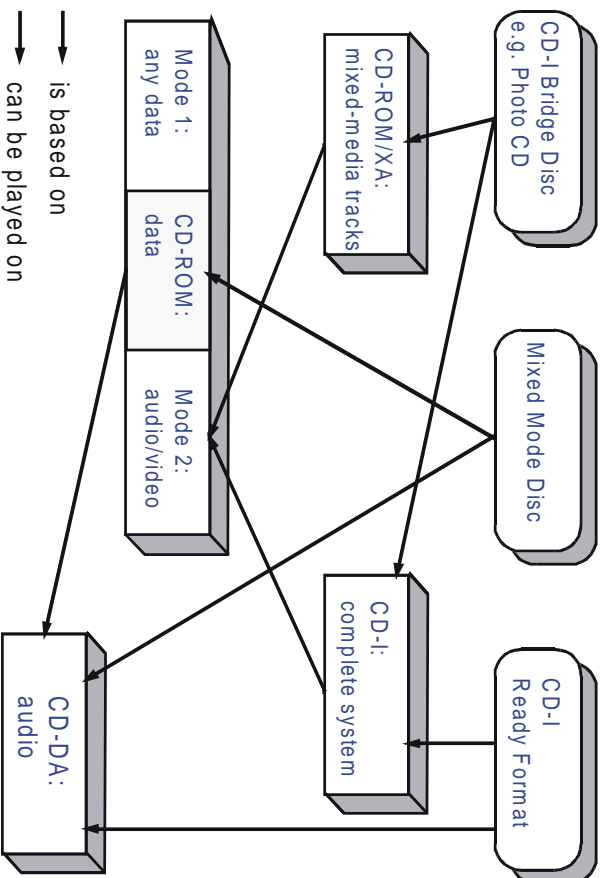 CD-I Bridge Disc
e.g. Photo CD
Mixed Mode Disc
CD-I
Ready Format
CD-ROM/XA:
mixed-media tracks
CD-I:
complete system
Mode 1:
any data
CD-ROM:
data
Mode 2:
audio/video
CD-DA:
audio
is based on
can be played on